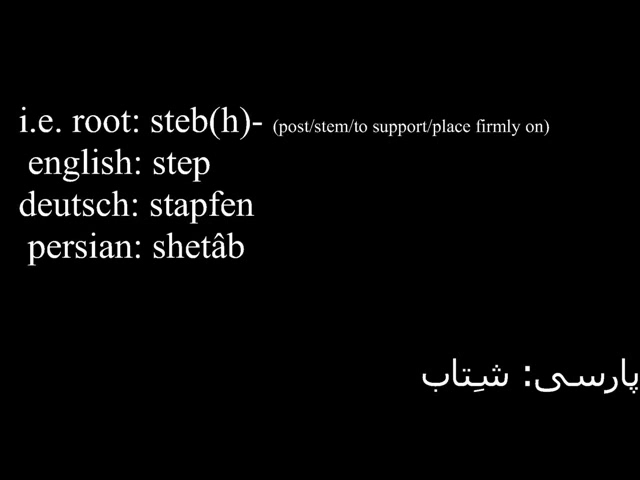 i.e. root: steb(h)- (post/stem/to support/place firmly on)
english: step
deutsch: stapfen
persian: shetâb
پارسی: شِتاب